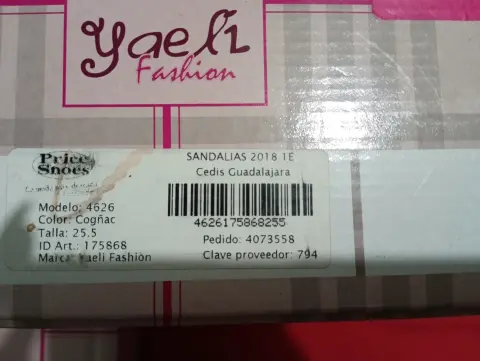 Yaeli
Fashion
Price
Shoes
SANDALIAS 2018 1E
Cedis Guadalajara
Modelo: 4626
Color: Cogñac
Talla: 25.5
ID Art.: 175868
Marca: Yaeli Fashion
4626175868255
Pedido: 4073558
Clave proveedor: 794